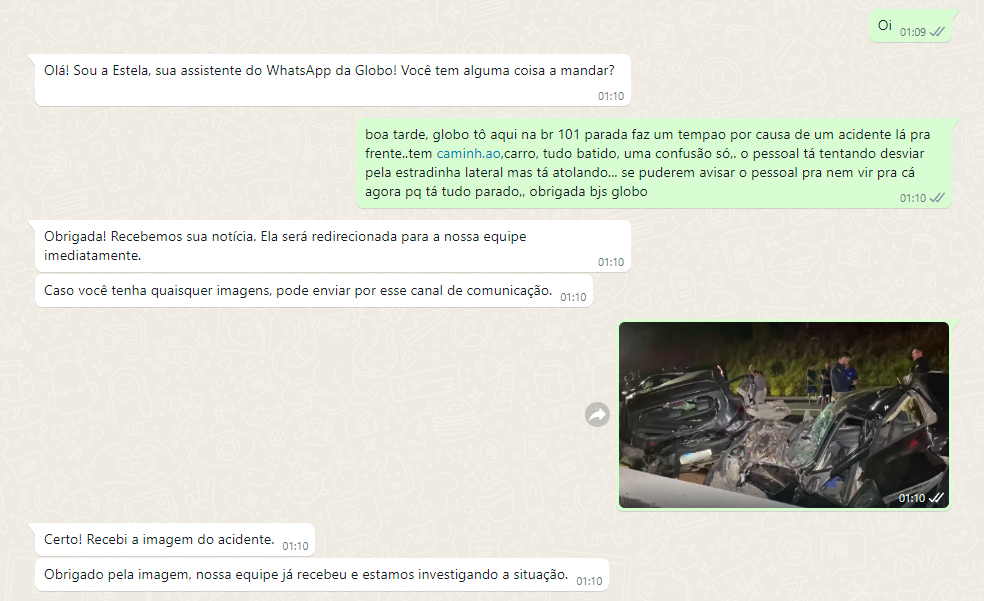 Oi 01:09
Olá! Sou a Estela, sua assistente do WhatsApp da Globo! Você tem alguma coisa a mandar?
01:10
boa tarde, globo tô aqui na br 101 parada faz um tempao por causa de um acidente lá pra
frente..tem caminh.ao,carro, tudo batido, uma confusão só,. o pessoal tá tentando desviar
pela estradinha lateral mas tá atolando... se puderem avisar o pessoal pra nem vir pra cá
agora pq tá tudo parado,, obrigada bjs globo
01:10
Obrigada! Recebemos sua notícia. Ela será redirecionada para a nossa equipe
imediatamente.
01:10
Caso você tenha quaisquer imagens, pode enviar por esse canal de comunicação. 01:10
01:10
Certo! Recebi a imagem do acidente. 01:10
Obrigado pela imagem, nossa equipe já recebeu e estamos investigando a situação. 01:10